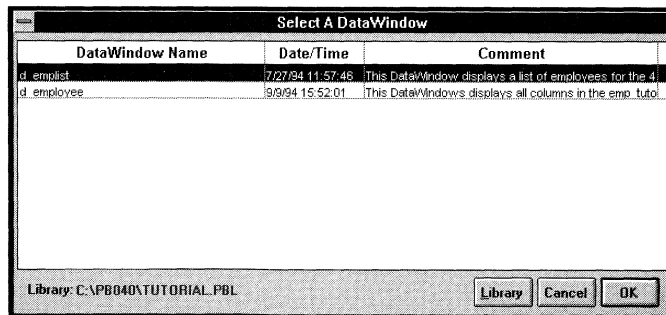 Select A DataWindow
DataWindow Name Date/Time Comment
d_emplist 7/27/94 11:57:46 This DataWindow displays a list of employees for the 4
d_employee 9/9/94 15:52:01 This DataWindows displays all columns in the emp_tuto
Library: C:\PB040\TUTORIAL.PBL Library Cancel OK